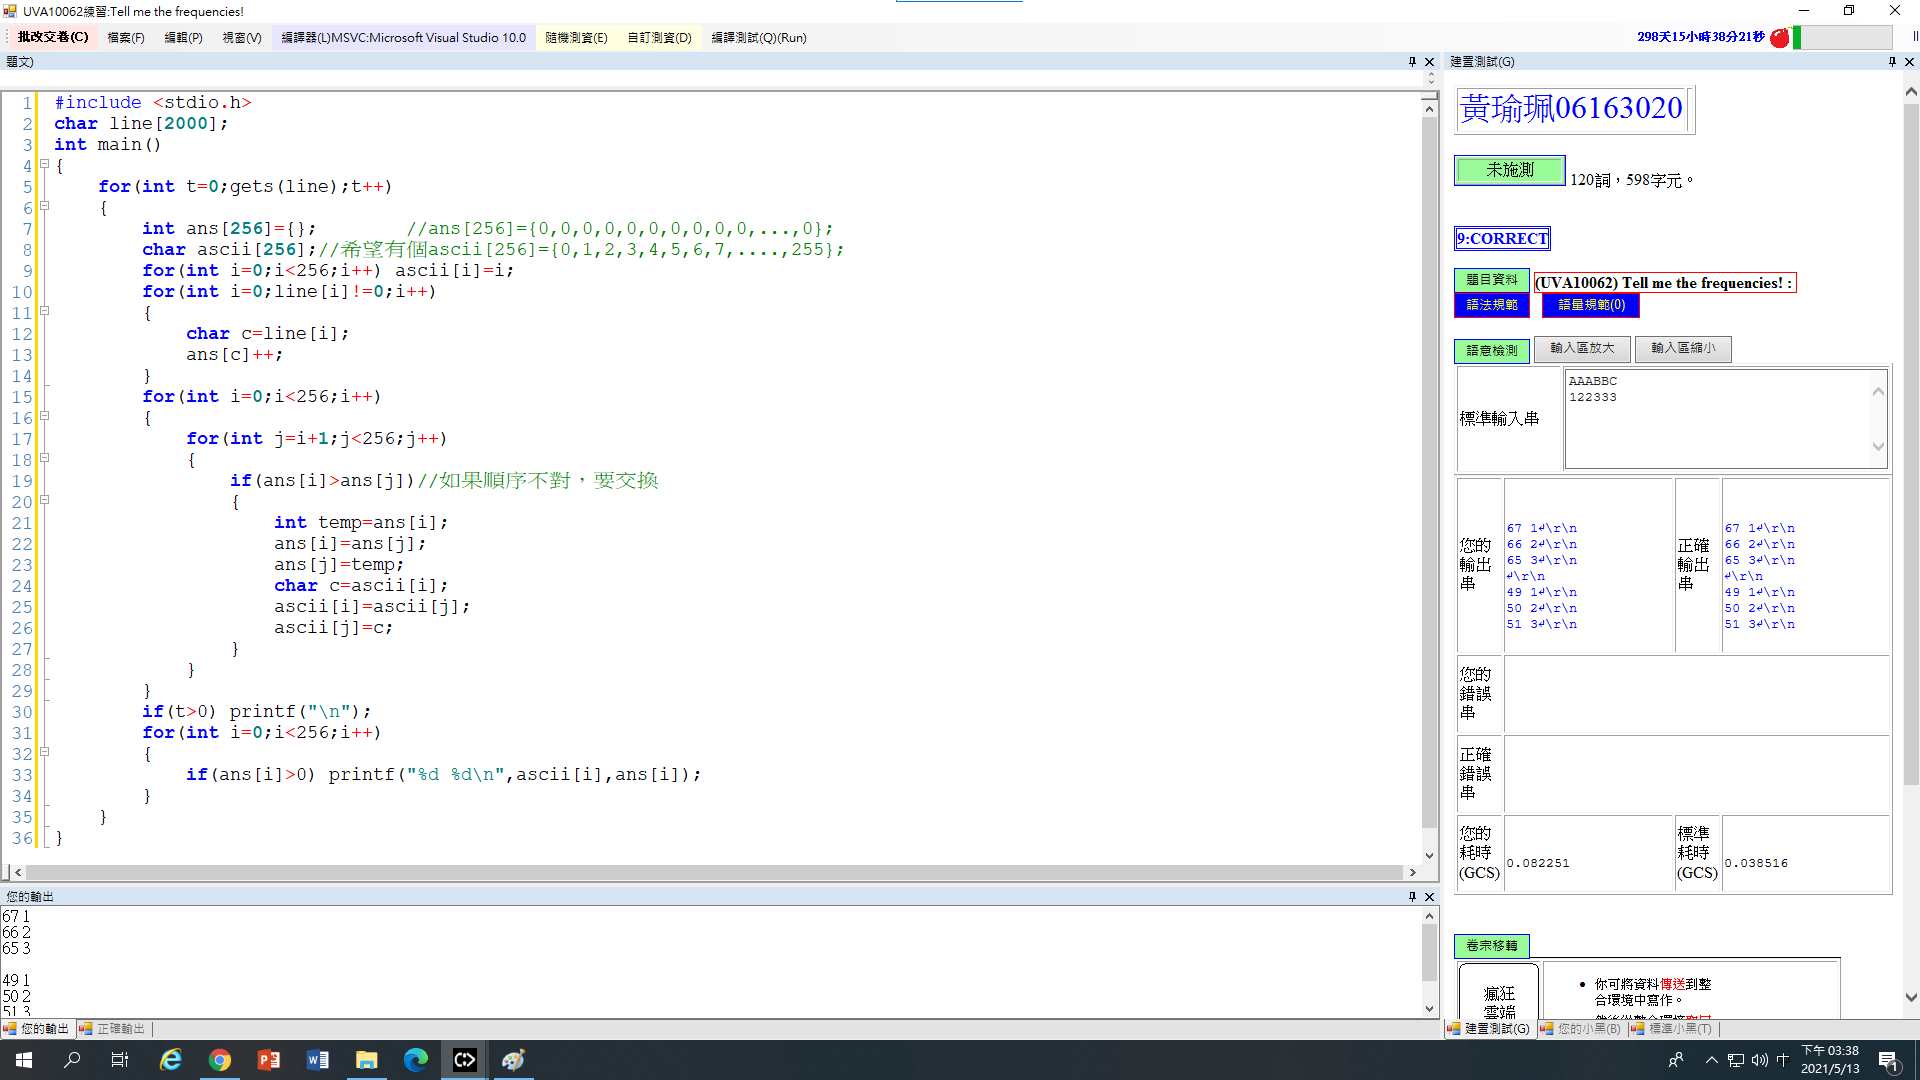 UVA10062練習:Tell me the frequencies!
批改交卷(C) 檔案(F) 編輯(P) 視窗(V) 編譯器(L)MSVC:Microsoft Visual Studio 10.0 隨機測資(E) 自訂測資(D) 編譯測試(Q)(Run)
298天15小時38分21秒
題文)
1 #include <stdio.h>
2 char line[2000];
3 int main()
4 {
5 for(int t=0;gets(line);t++)
6 {
7 int ans[256]={}; //ans[256]={0,0,0,0,0,0,0,0,0,0,...,0};
8 char ascii[256];//希望有個ascii[256]={0,1,2,3,4,5,6,7,....,255};
9 for(int i=0;i<256;i++) ascii[i]=i;
10 for(int i=0;line[i]!=0;i++)
11 {
12 char c=line[i];
13 ans[c]++;
14 }
15 for(int i=0;i<256;i++)
16 {
17 for(int j=i+1;j<256;j++)
18 {
19 if(ans[i]>ans[j])//如果順序不對，要交換
20 {
21 int temp=ans[i];
22 ans[i]=ans[j];
23 ans[j]=temp;
24 char c=ascii[i];
25 ascii[i]=ascii[j];
26 ascii[j]=c;
27 }
28 }
29 }
30 if(t>0) printf("\n");
31 for(int i=0;i<256;i++)
32 {
33 if(ans[i]>0) printf("%d %d\n",ascii[i],ans[i]);
34 }
35 }
36 }
您的輸出
67 1
66 2
65 3
49 1
50 2
51 3
您的輸出 正確輸出
建置測試(G)
黃瑜珮06163020
未施測 120詞，598字元。
9:CORRECT
題目資料 (UVA10062) Tell me the frequencies! :
語法規範 語量規範(0)
語意檢測 輸入區放大 輸入區縮小
標準輸入串
AAABBC
122333
您的輸出串
67 1↲\r\n
66 2↲\r\n
65 3↲\r\n
↲\r\n
49 1↲\r\n
50 2↲\r\n
51 3↲\r\n
正確輸出串
67 1↲\r\n
66 2↲\r\n
65 3↲\r\n
↲\r\n
49 1↲\r\n
50 2↲\r\n
51 3↲\r\n
您的錯誤串
正確錯誤串
您的耗時(GCS) 0.082251
標準耗時(GCS) 0.038516
卷宗移轉
瘋狂
雲端
你可將資料傳送到整
合環境中寫作。
建置測試(G) 您的小黑(B) 標準小黑(T)
中
下午 03:38
2021/5/13
1